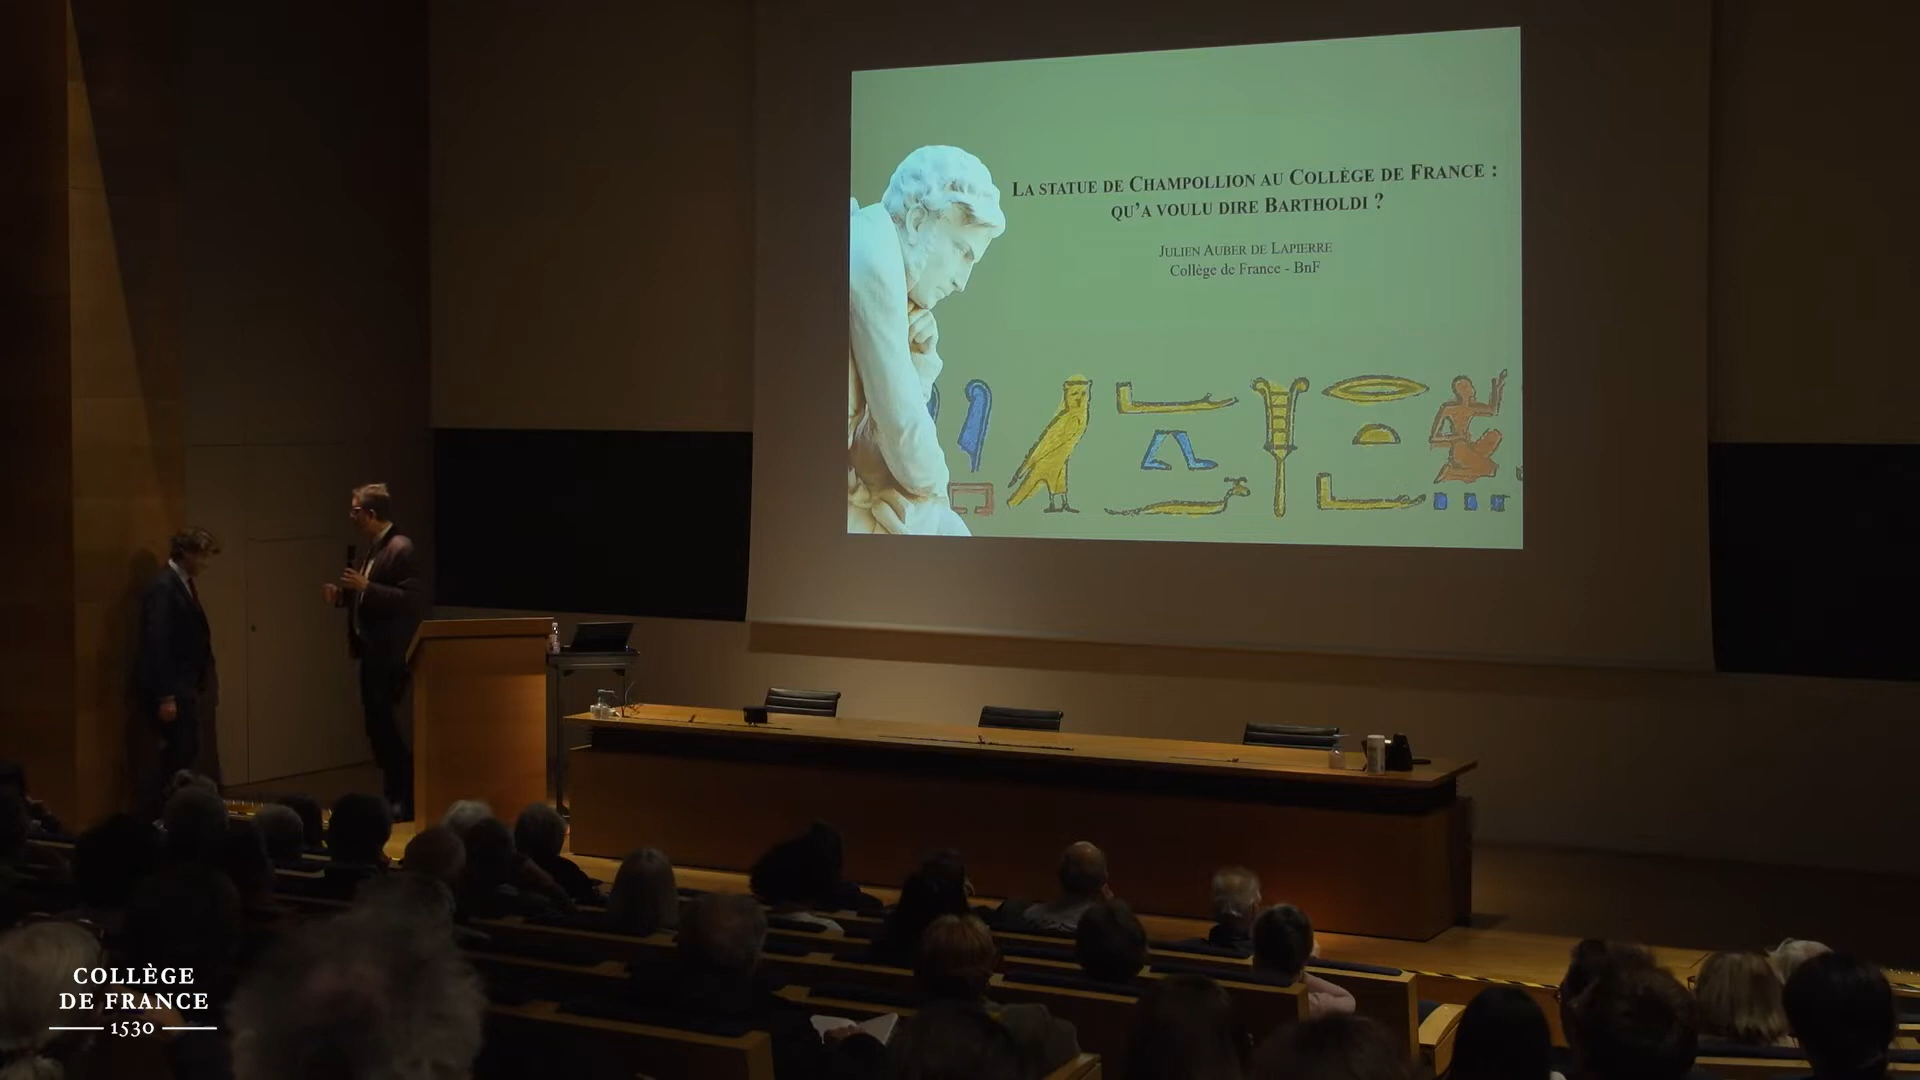 La statue de Champollion au Collège de France :
qu'a voulu dire Bartholdi ?
Julien Auber de Lapierre
Collège de France - BnF
COLLÈGE
DE FRANCE
1530